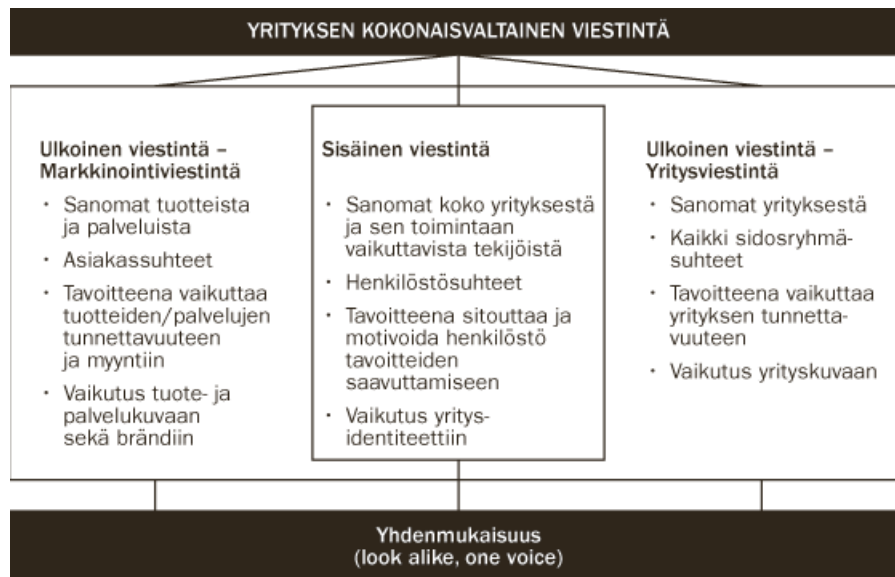 YRITYKSEN KOKONAISVALTAINEN VIESTINTÄ
Ulkoinen viestintä –
Markkinointiviestintä
· Sanomat tuotteista
ja palveluista
· Asiakassuhteet
· Tavoitteena vaikuttaa
tuotteiden/palvelujen
tunnettavuuteen
ja myyntiin
· Vaikutus tuote- ja
palvelukuvaan
sekä brändiin
Sisäinen viestintä
· Sanomat koko yrityksestä
ja sen toimintaan
vaikuttavista tekijöistä
· Henkilöstösuhteet
· Tavoitteena sitouttaa ja
motivoida henkilöstö
tavoitteiden
saavuttamiseen
· Vaikutus yritys-
identiteettiin
Ulkoinen viestintä –
Yritysviestintä
· Sanomat yrityksestä
· Kaikki sidosryhmä-
suhteet
· Tavoitteena vaikuttaa
yrityksen tunnetta-
vuuteen
· Vaikutus yrityskuvaan
Yhdenmukaisuus
(look alike, one voice)